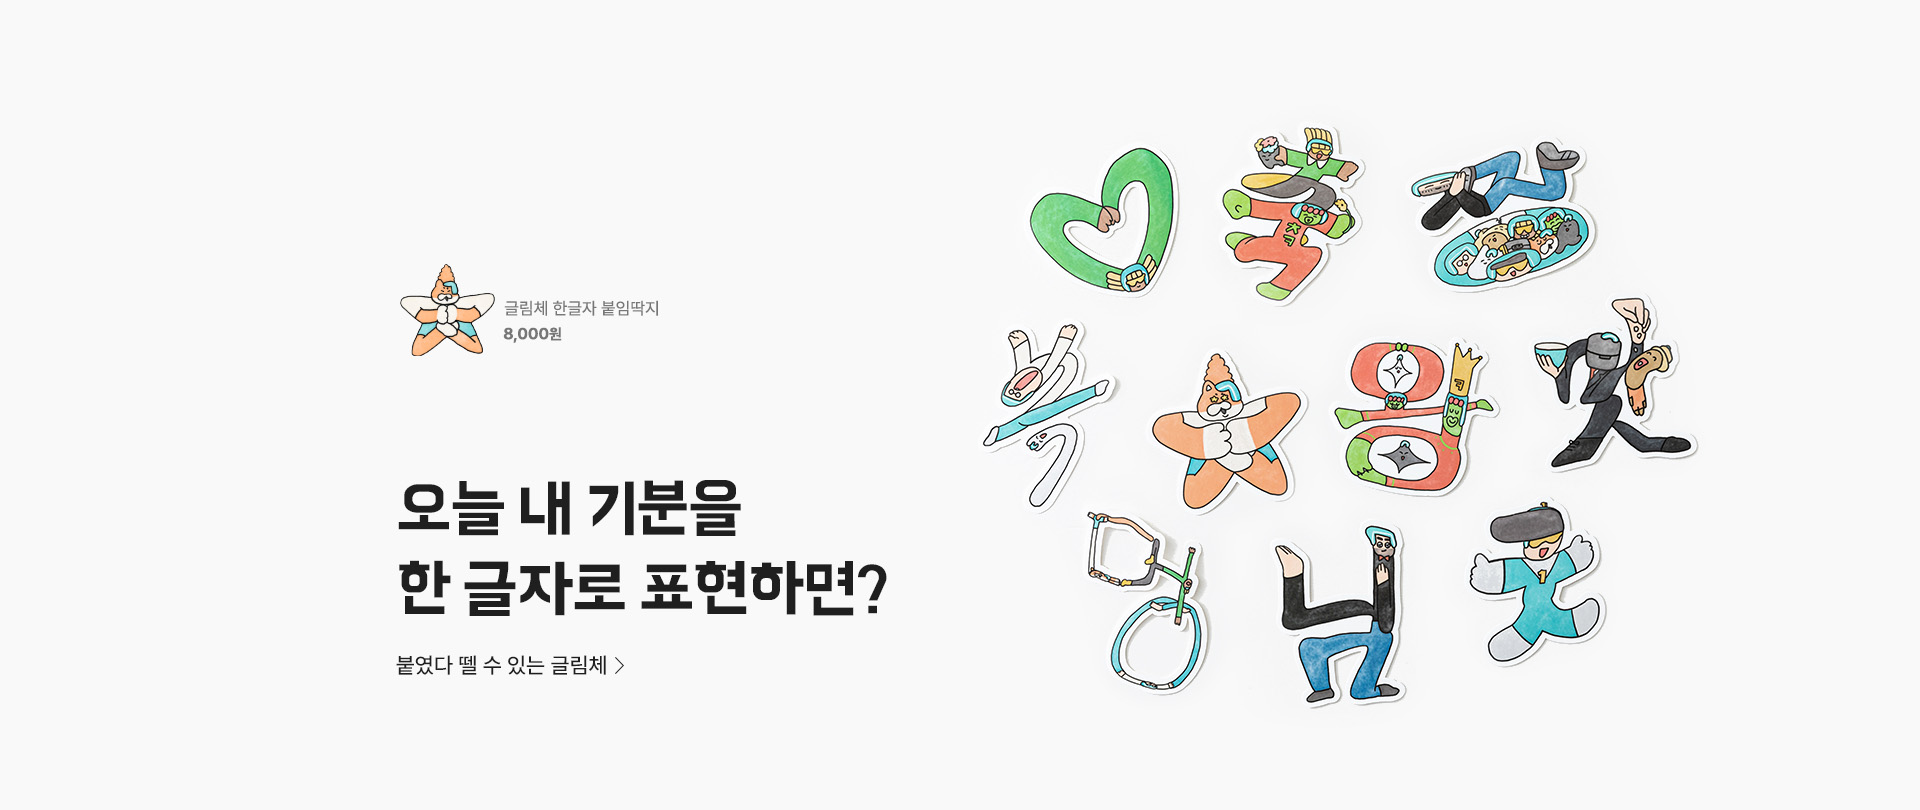 글림체 한글자 붙임딱지
8,000원
오늘 내 기분을
한 글자로 표현하면?
붙였다 뗄 수 있는 글림체 >